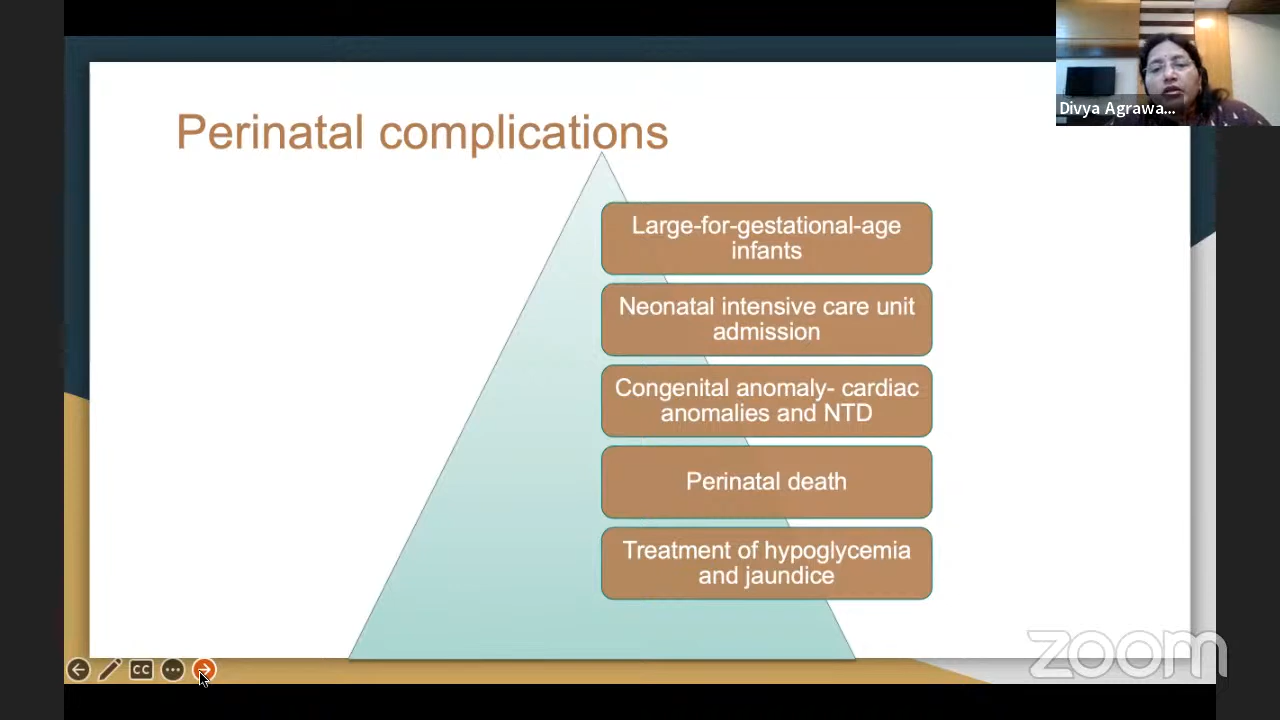 Perinatal complications
Large-for-gestational-age
infants
Neonatal intensive care unit
admission
Congenital anomaly- cardiac
anomalies and NTD
Perinatal death
Treatment of hypoglycemia
and jaundice
Divya Agrawa...
CC
zoom